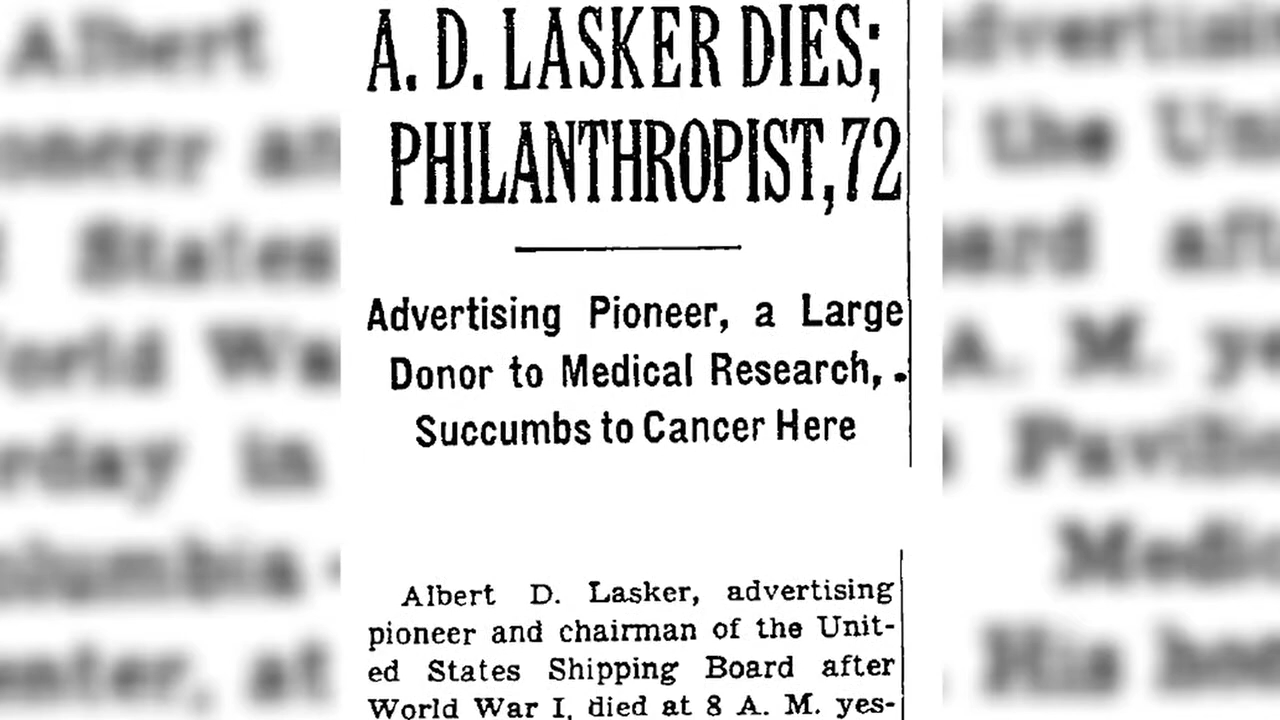 A. D. LASKER DIES;
PHILANTHROPIST, 72
Advertising Pioneer, a Large
Donor to Medical Research,
Succumbs to Cancer Here
Albert D. Lasker, advertising
pioneer and chairman of the Unit-
ed States Shipping Board after
World War I, died at 8 A. M. yes-